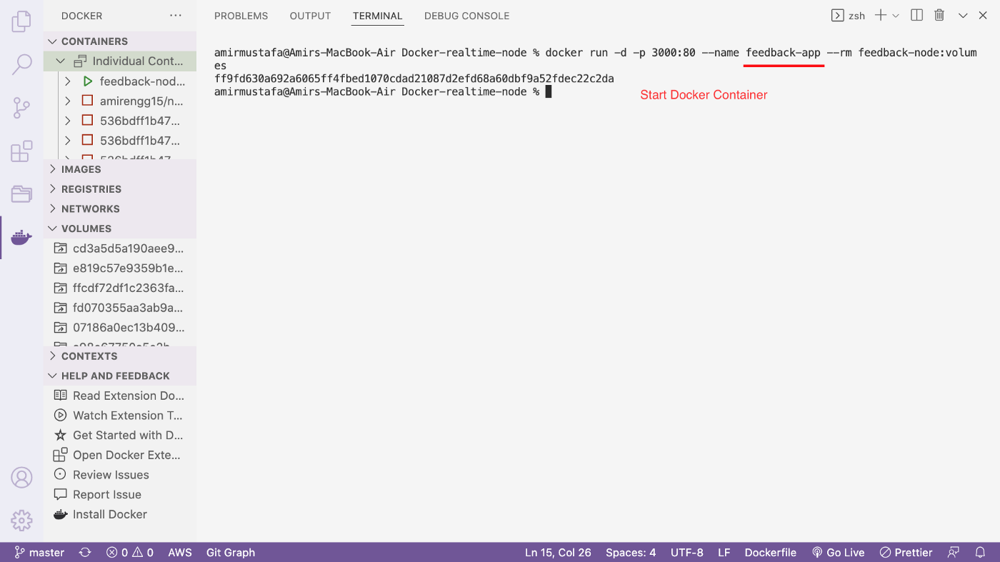 DOCKER
CONTAINERS
Individual Cont...
feedback-nod...
amirengg15/n...
536bdff1b47...
536bdff1b47...
536bdff1b47...
IMAGES
REGISTRIES
NETWORKS
VOLUMES
cd3a5d5a190aee9...
e819c57e9359b1e...
ffcdf72df1c2363fa...
fd070355aa3ab9a...
07186a0ec13b409...
CONTEXTS
HELP AND FEEDBACK
Read Extension Do...
Watch Extension T...
Get Started with D...
Open Docker Exte...
Review Issues
Report Issue
Install Docker
PROBLEMS OUTPUT TERMINAL DEBUG CONSOLE zsh
amirmustafa@Amirs-MacBook-Air Docker-realtime-node % docker run -d -p 3000:80 --name feedback-app --rm feedback-node:volum
es
ff9fd630a692a6065ff4fbed1070cdad21087d2efd68a60dbf9a52fdec22c2da
amirmustafa@Amirs-MacBook-Air Docker-realtime-node %
Start Docker Container
master 0 0 AWS Git Graph Ln 15, Col 26 Spaces: 4 UTF-8 LF Dockerfile Go Live Prettier